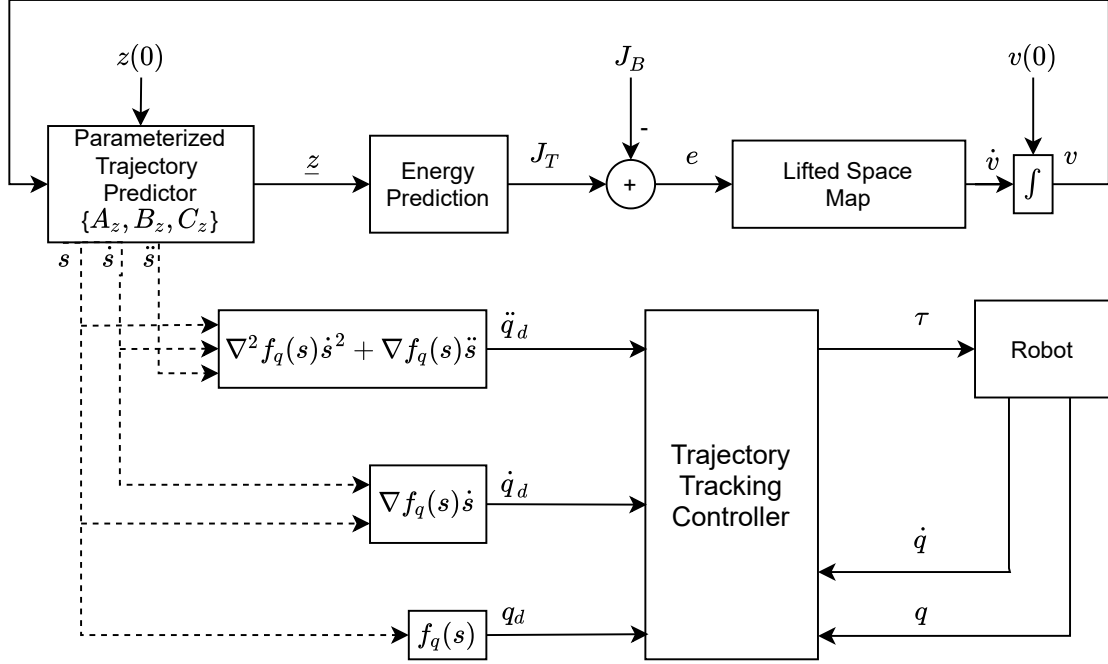 z(0)
J_B
v(0)
-
Parameterized
Trajectory
Predictor
{A_z, B_z, C_z}
z̲
Energy
Prediction
J_T
+
e
Lifted Space
Map
v̇
∫
v
s
ṡ
s̈
∇²f_q(s)ṡ² + ∇f_q(s)s̈
q̈_d
τ
Robot
∇f_q(s)ṡ
q̇_d
Trajectory
Tracking
Controller
q̇
f_q(s)
q_d
q